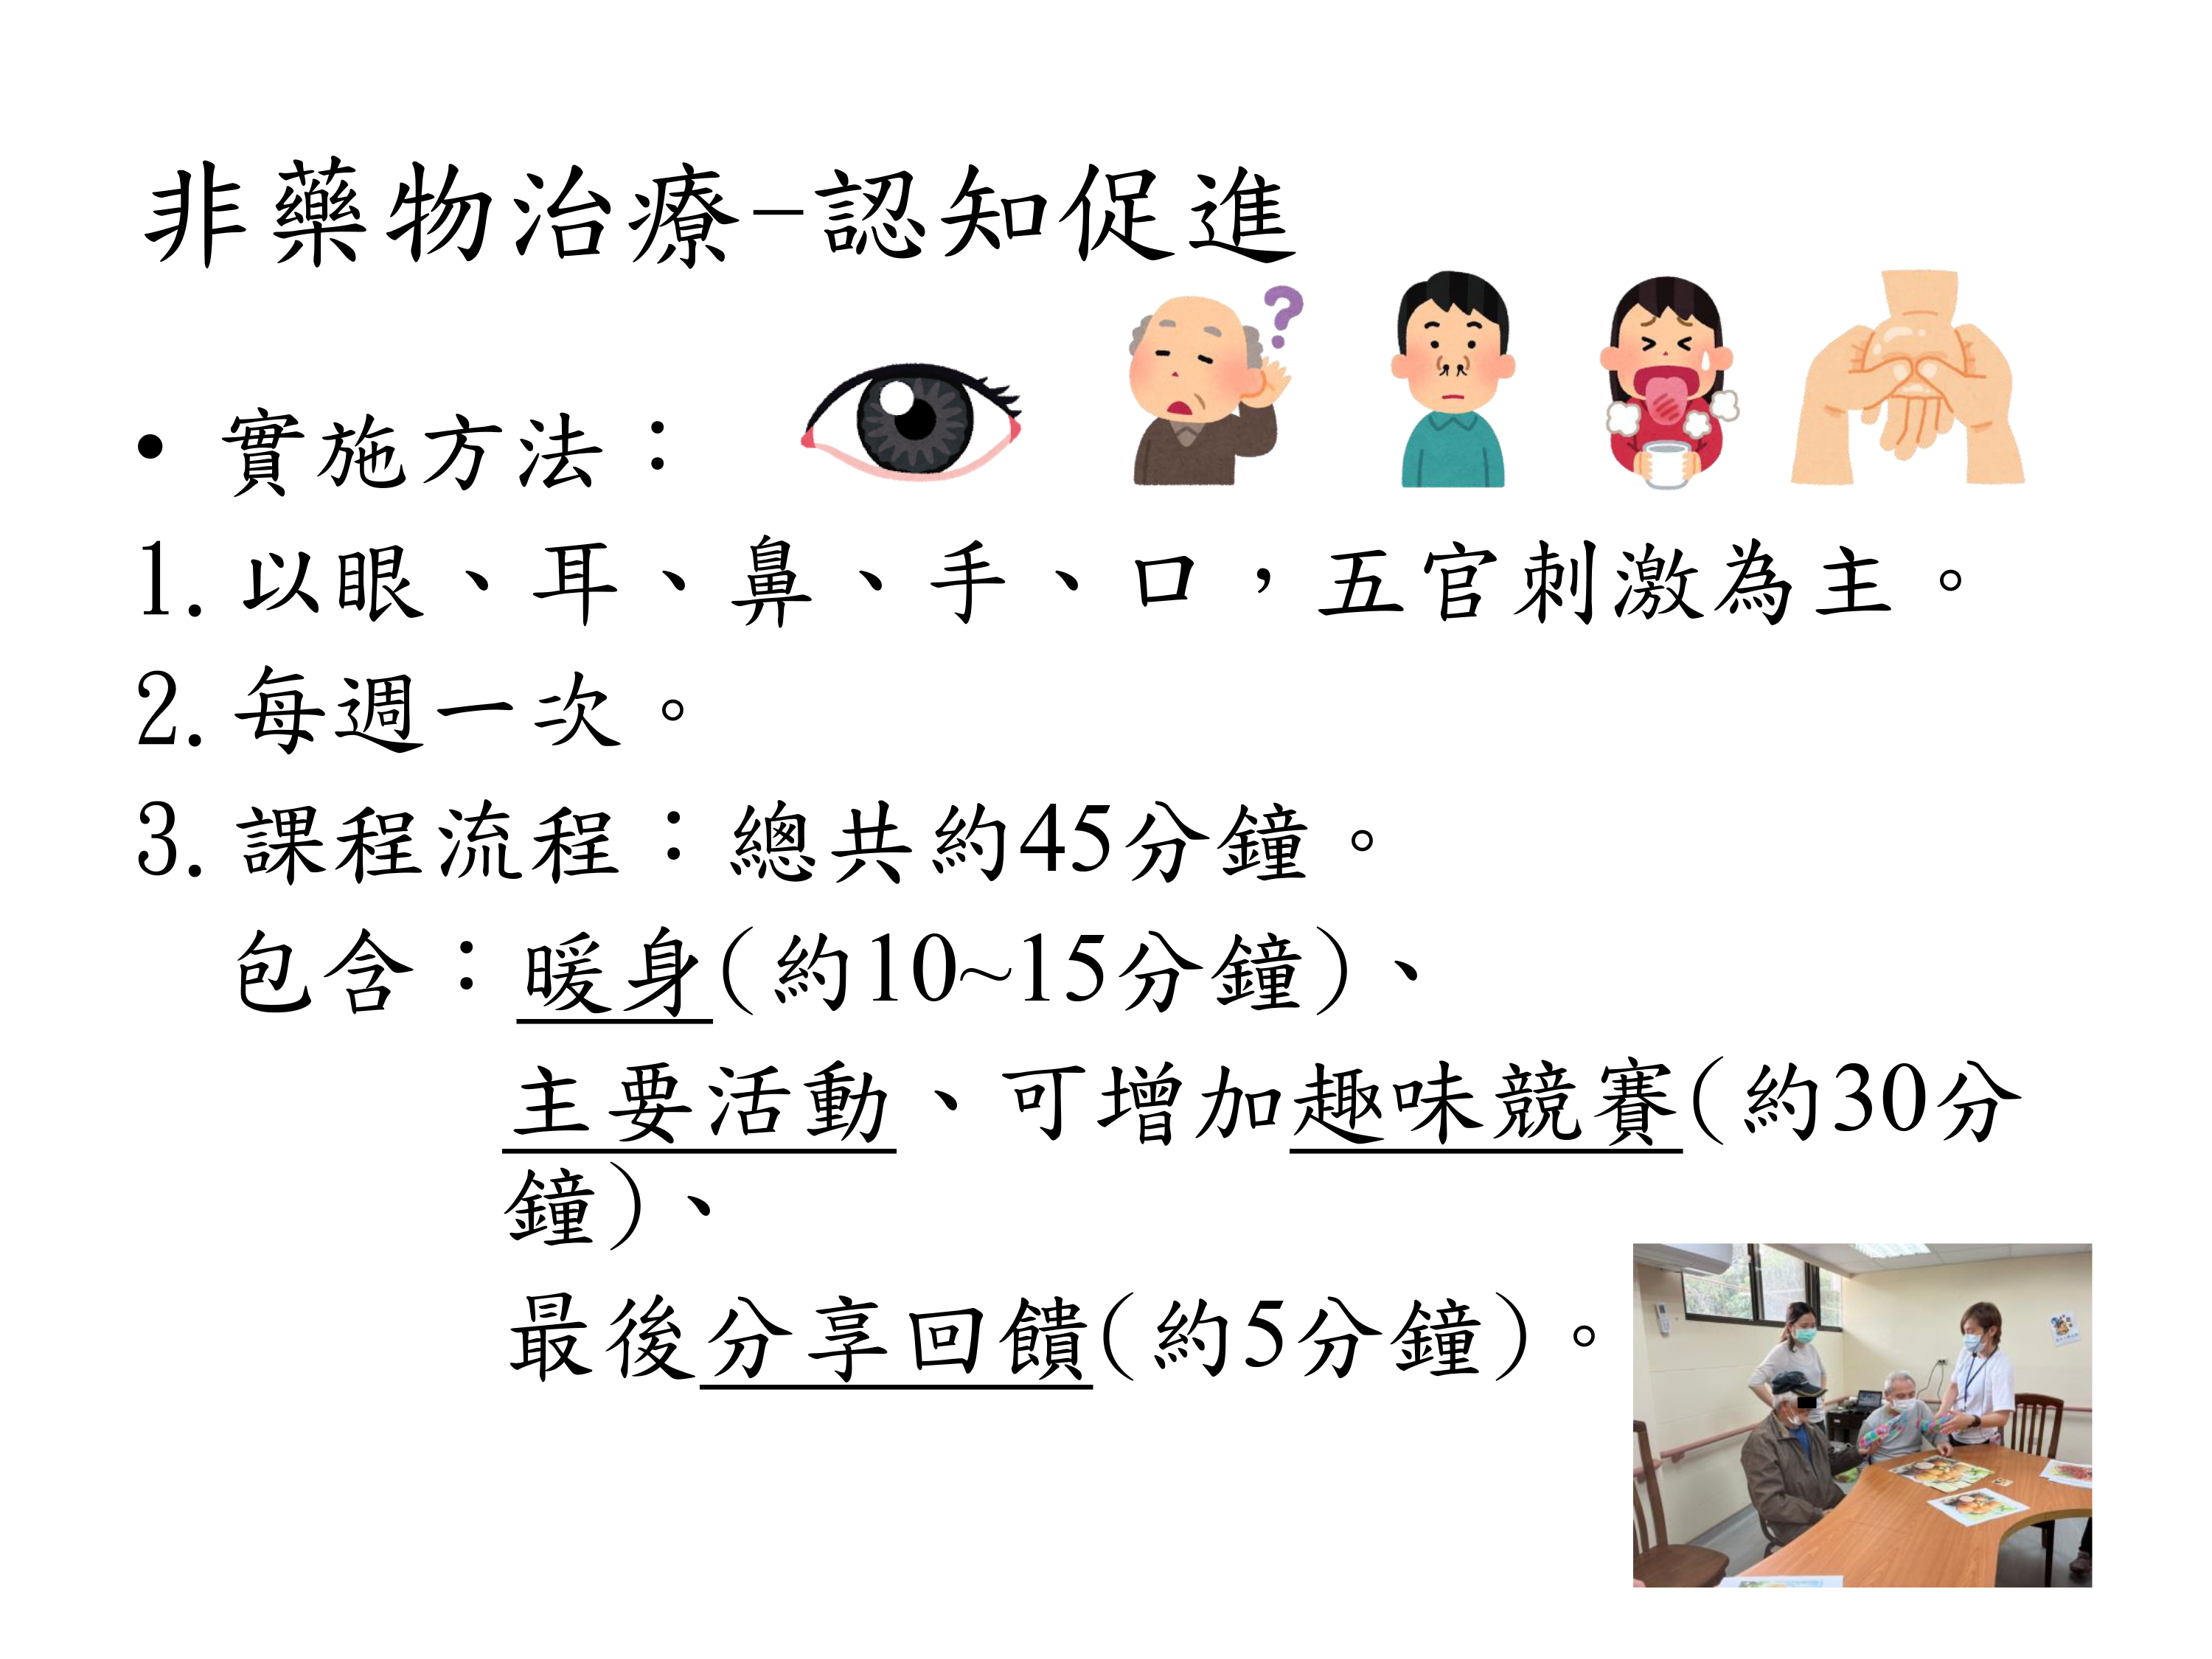 非藥物治療-認知促進
• 實施方法：
1. 以眼、耳、鼻、手、口，五官刺激為主。
2. 每週一次。
3. 課程流程：總共約45分鐘。
包含：暖身(約10~15分鐘)、
主要活動、可增加趣味競賽(約30分
鐘)、
最後分享回饋(約5分鐘)。
?